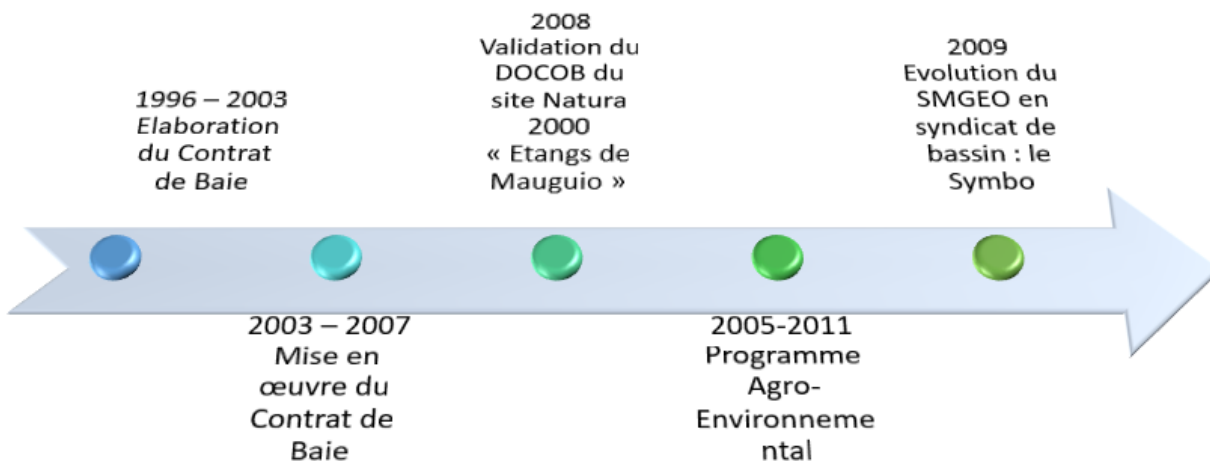 1996 – 2003
Elaboration
du Contrat
de Baie
2003 – 2007
Mise en
œuvre du
Contrat de
Baie
2008
Validation du
DOCOB du
site Natura
2000
« Etangs de
Mauguio »
2005-2011
Programme
Agro-
Environneme
ntal
2009
Evolution du
SMGEO en
syndicat de
bassin : le
Symbo